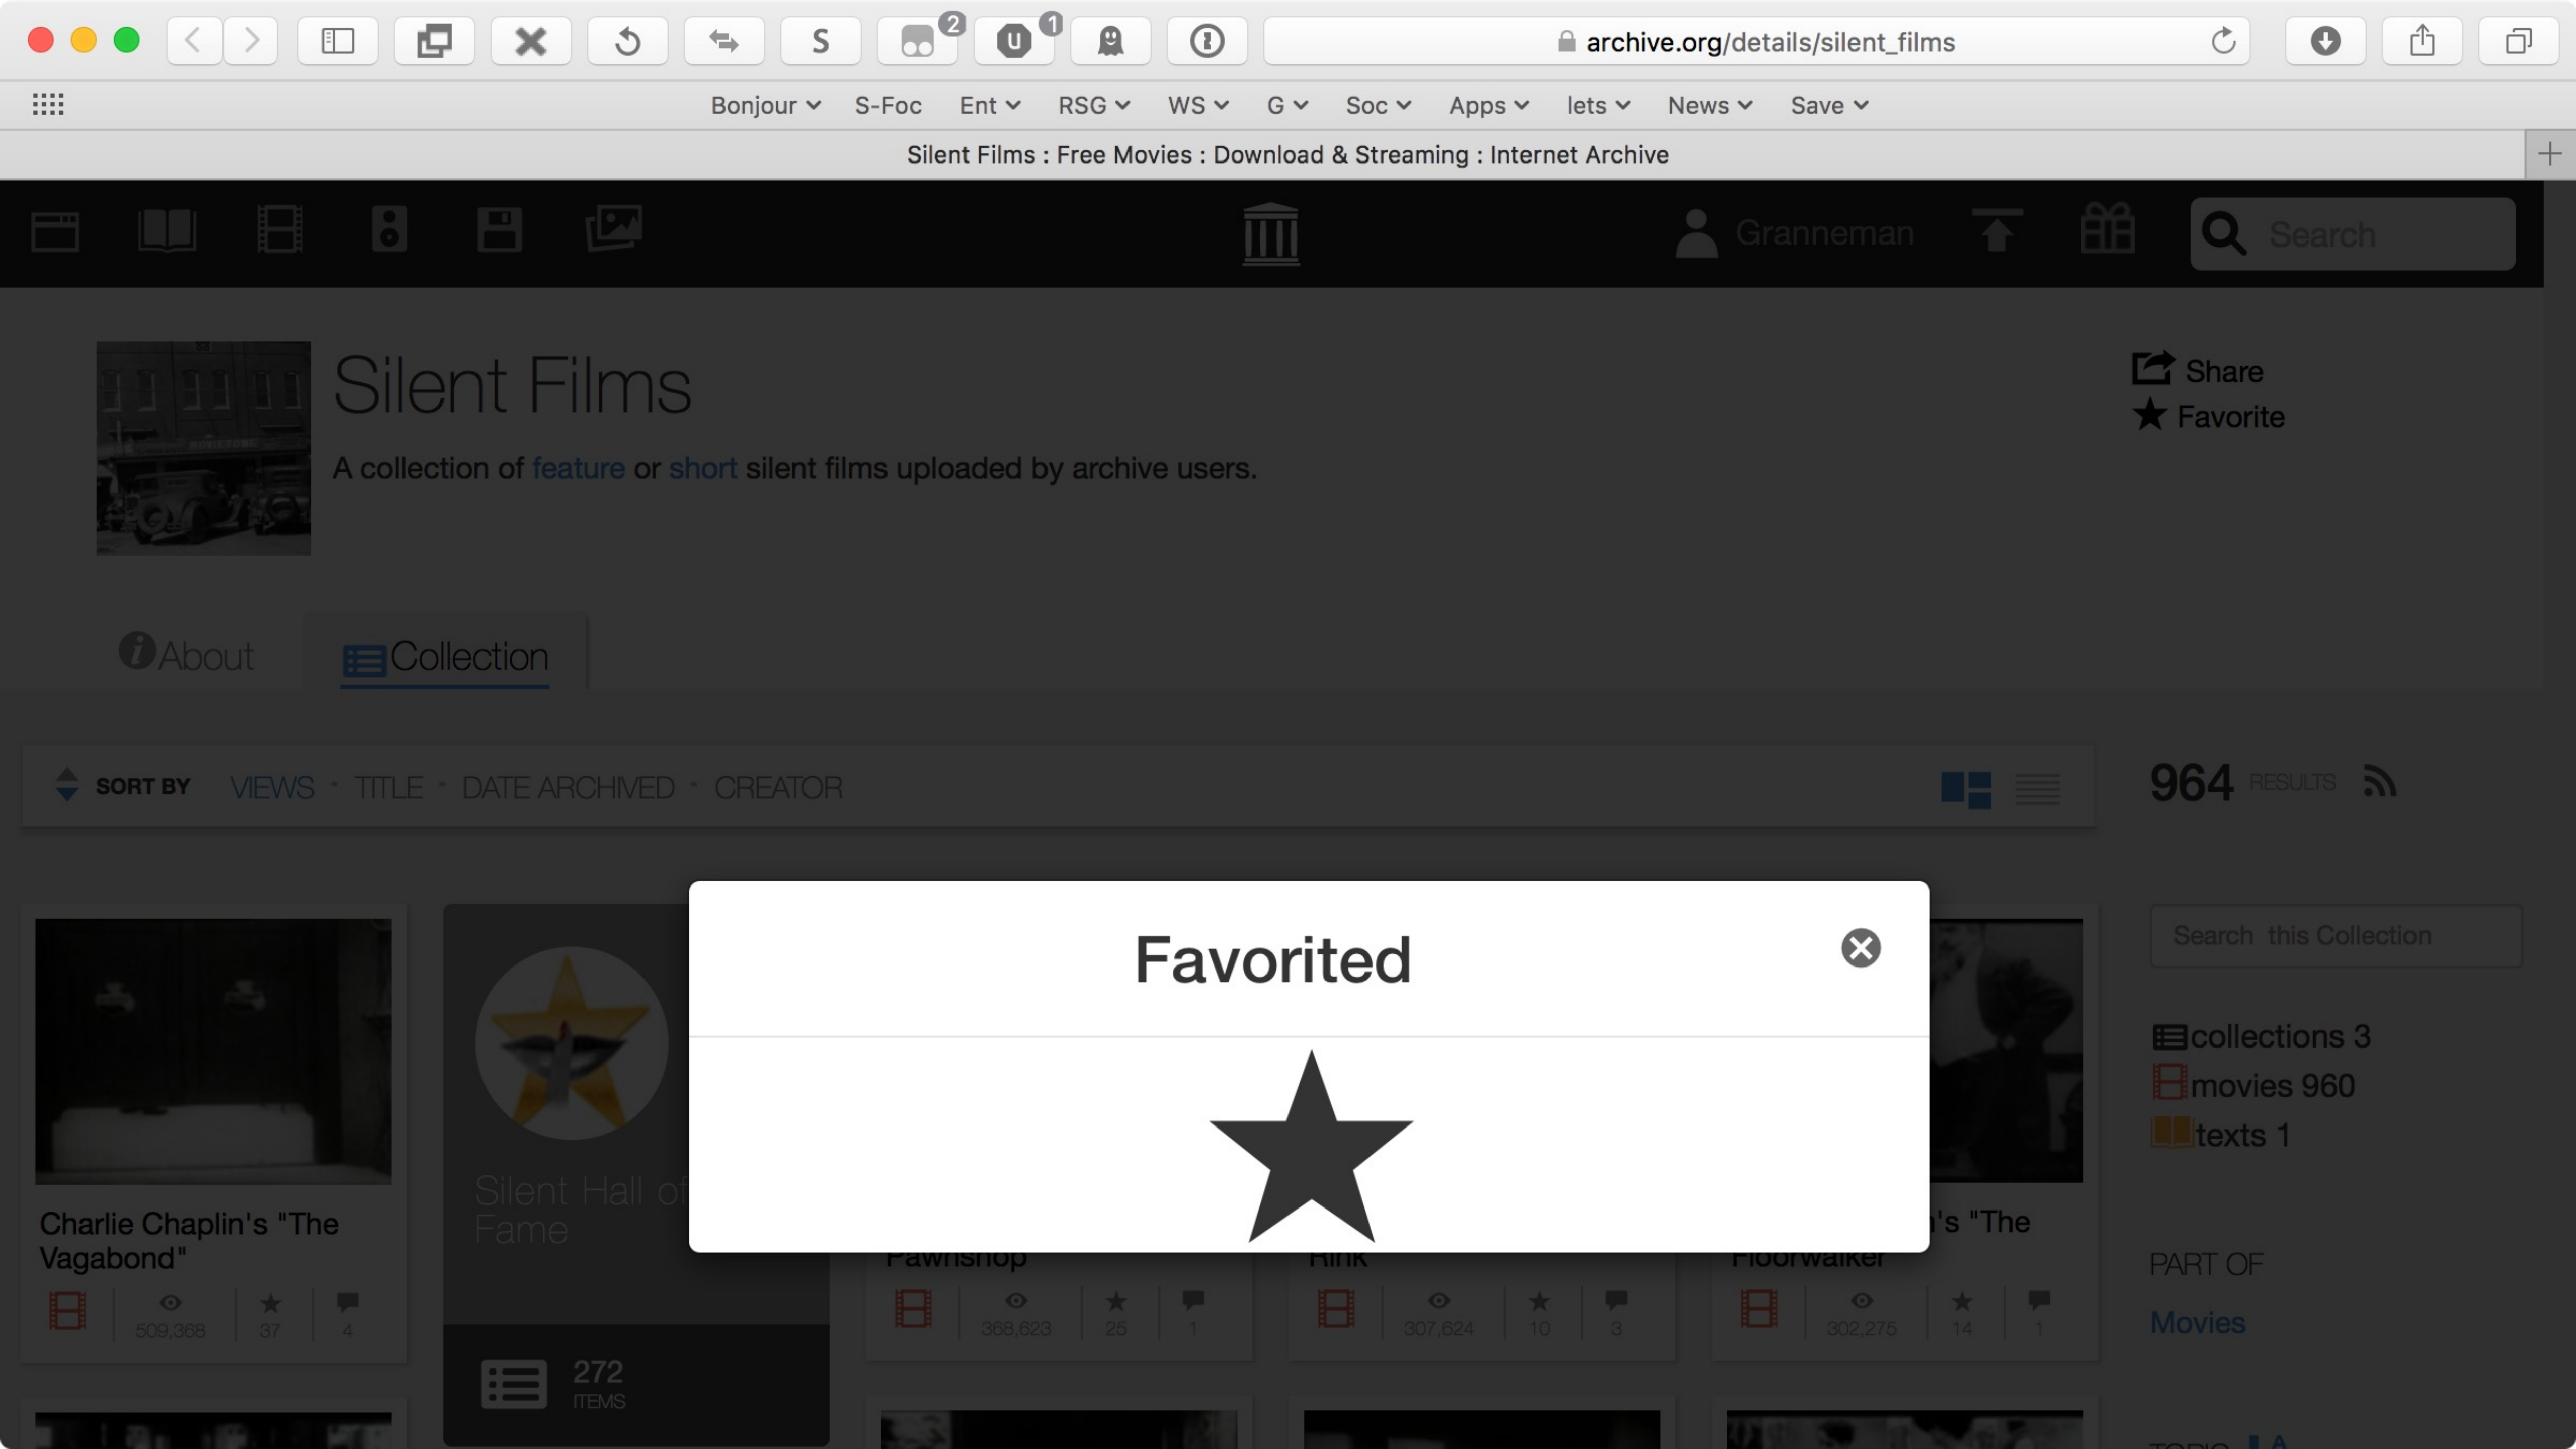 2
1
S
U
archive.org/details/silent_films
Bonjour S-Foc Ent RSG WS G Soc Apps lets News Save
Silent Films : Free Movies : Download & Streaming : Internet Archive
Granneman
Search
Silent Films
A collection of feature or short silent films uploaded by archive users.
Share
Favorite
MOVIETONE
About
Collection
SORT BY VIEWS · TITLE · DATE ARCHIVED · CREATOR
964 RESULTS
Favorited
Search this Collection
collections 3
movies 960
texts 1
Charlie Chaplin's "The
Vagabond"
509,368 37 4
Silent Hall of
Fame
272
ITEMS
Pawnshop
368,623 25 1
Rink
307,624 10 3
's "The
Floorwalker
302,275 14 1
PART OF
Movies